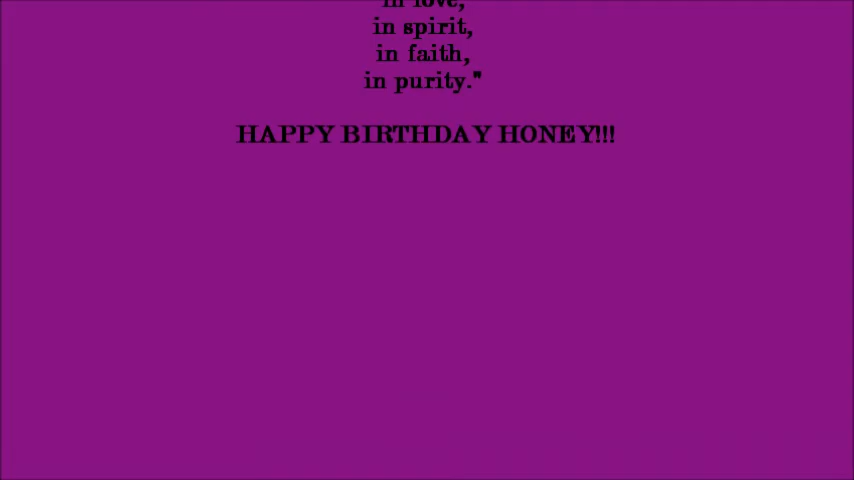 in love,
in spirit,
in faith,
in purity."
HAPPY BIRTHDAY HONEY!!!